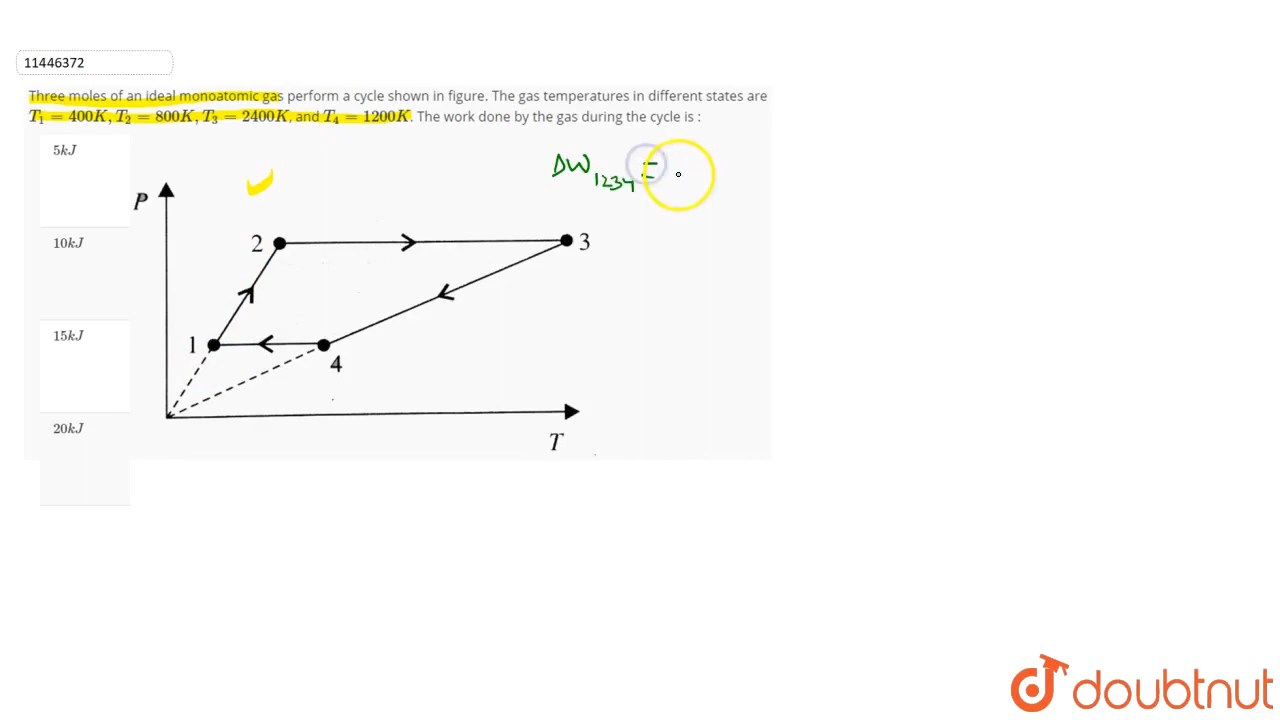 11446372
Three moles of an ideal monoatomic gas perform a cycle shown in figure. The gas temperatures in different states are
T₁ = 400K, T₂ = 800K, T₃ = 2400K, and T₄ = 1200K. The work done by the gas during the cycle is :
5kJ
10kJ
15kJ
20kJ
ΔW₁₂₃₄ =
P
2
3
1
4
T
doubtnut